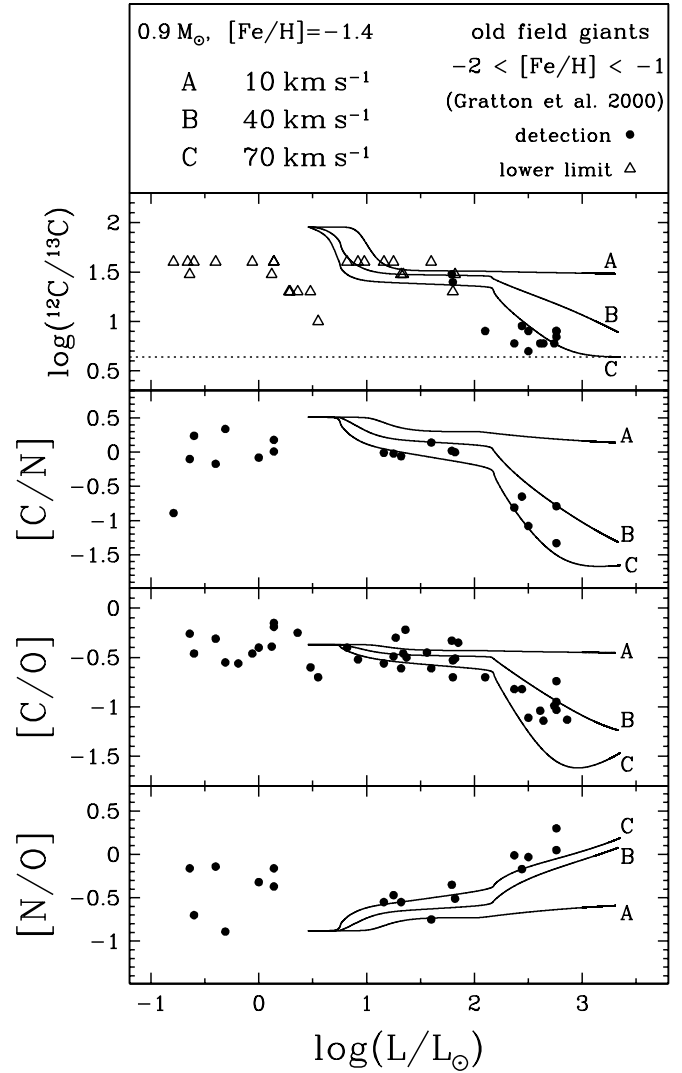 0.9 M⊙, [Fe/H]=−1.4
A 10 km s⁻¹
B 40 km s⁻¹
C 70 km s⁻¹
old field giants
−2 < [Fe/H] < −1
(Gratton et al. 2000)
detection ●
lower limit △
log(¹²C/¹³C)
2
1.5
1
0.5
A
B
C
[C/N]
0.5
0
−0.5
−1
−1.5
A
B
C
[C/O]
0
−0.5
−1
−1.5
A
B
C
[N/O]
0.5
0
−0.5
−1
C
B
A
−1 0 1 2 3
log(L/L⊙)